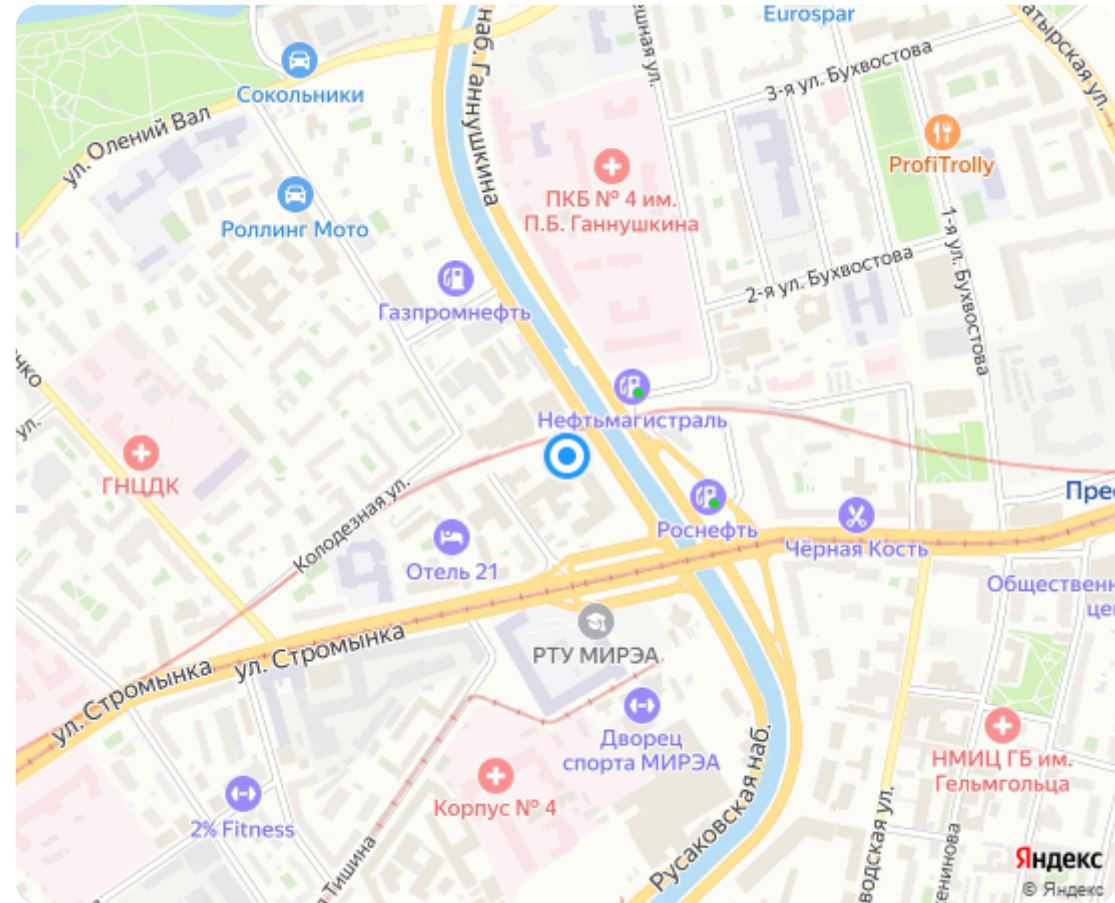 Eurospar
наб. Ганнушкина
3-я ул. Бухвостова
Сокольники
ул. Олений Вал
ProfiTrolly
ПКБ № 4 им.
П.Б. Ганнушкина
Роллинг Мото
1-я ул. Бухвостова
2-я ул. Бухвостова
Газпромнефть
Нефтьмагистраль
ул.
ГНЦДК
Колодезная ул.
Роснефть
Чёрная Кость
Отель 21
ул. Стромынка
ул. Стромынка
РТУ МИРЭА
Дворец
спорта МИРЭА
Русаковская наб.
НМИЦ ГБ им.
Гельмгольца
Корпус № 4
2% Fitness
Тишина
Яндекс
© Яндекс